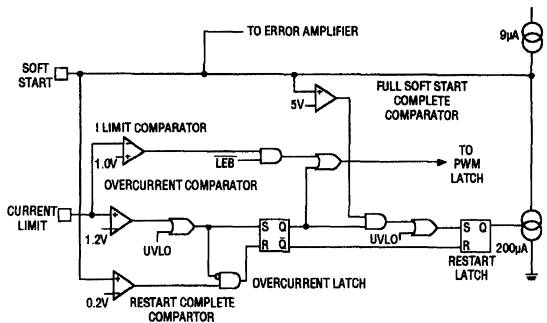 TO ERROR AMPLIFIER
9μA
SOFT
START
FULL SOFT START
COMPLETE
COMPARATOR
5V
I LIMIT COMPARATOR
1.0V
LEB
TO
PWM
LATCH
OVERCURRENT COMPARATOR
CURRENT
LIMIT
1.2V
UVLO
S Q
R Q̅
UVLO
S Q
R
200μA
RESTART
LATCH
OVERCURRENT LATCH
0.2V
RESTART COMPLETE
COMPARTOR